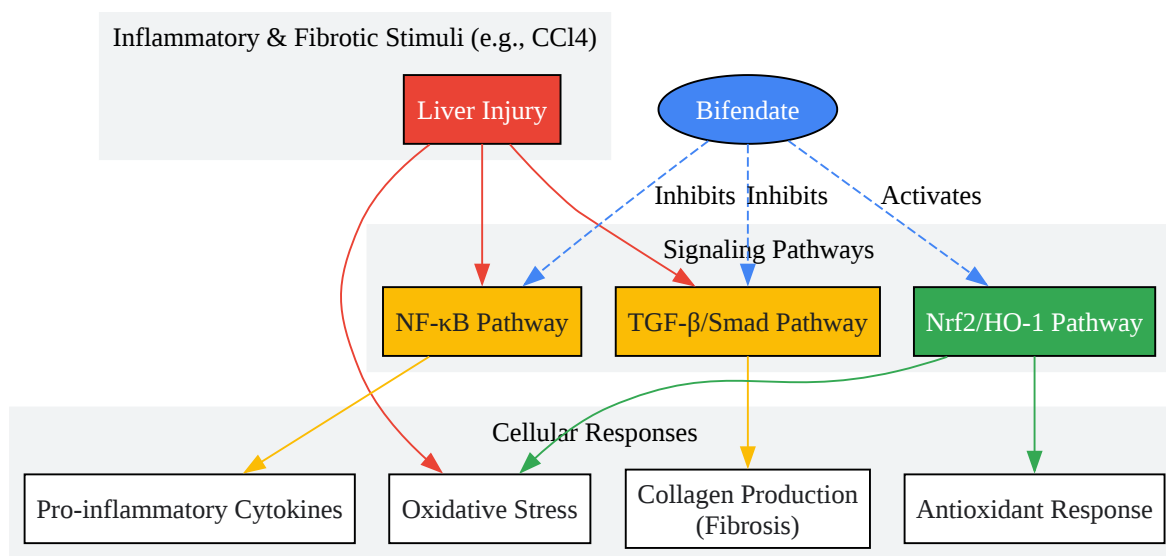 Inflammatory & Fibrotic Stimuli (e.g., CCl4)
Liver Injury
Bifendate
Inhibits
Inhibits
Activates
Signaling Pathways
NF-κB Pathway
TGF-β/Smad Pathway
Nrf2/HO-1 Pathway
Cellular Responses
Pro-inflammatory Cytokines
Oxidative Stress
Collagen Production
(Fibrosis)
Antioxidant Response